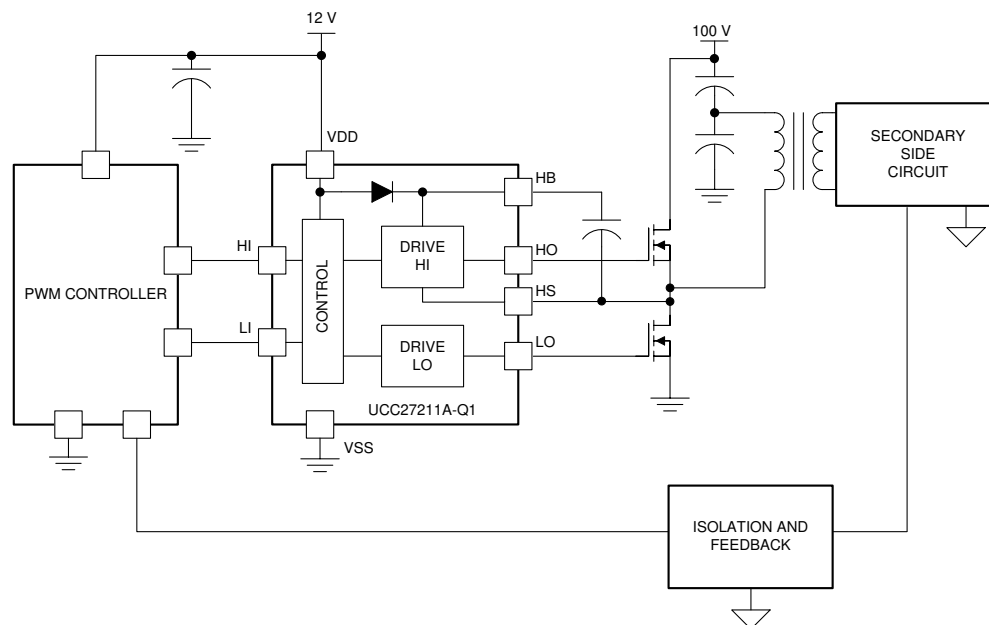 12 V
100 V
VDD
SECONDARY
SIDE
CIRCUIT
HB
HI
DRIVE
HI
HO
PWM CONTROLLER
CONTROL
HS
LI
DRIVE
LO
LO
UCC27211A-Q1
VSS
ISOLATION AND
FEEDBACK